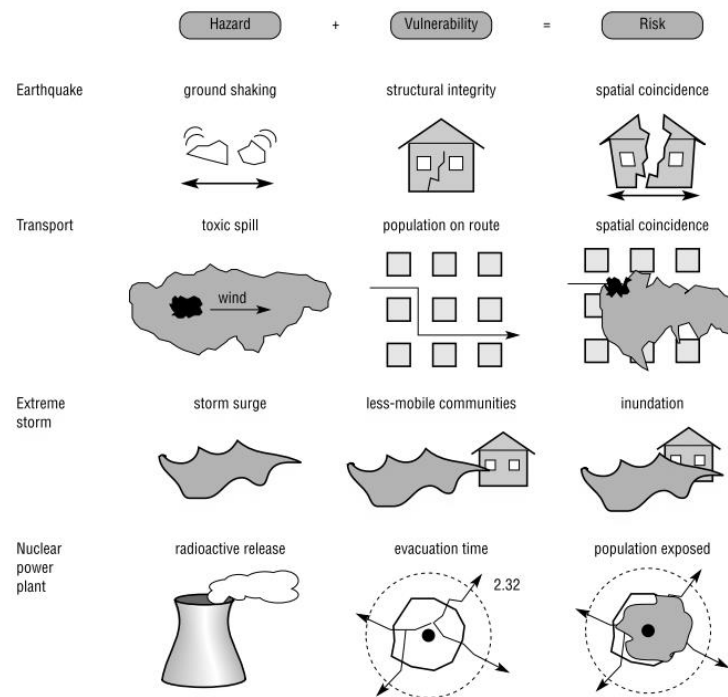 Hazard + Vulnerability = Risk
Earthquake ground shaking structural integrity spatial coincidence
Transport toxic spill population on route spatial coincidence
wind
Extreme storm surge less-mobile communities inundation
storm
Nuclear radioactive release evacuation time population exposed
power 2.32
plant